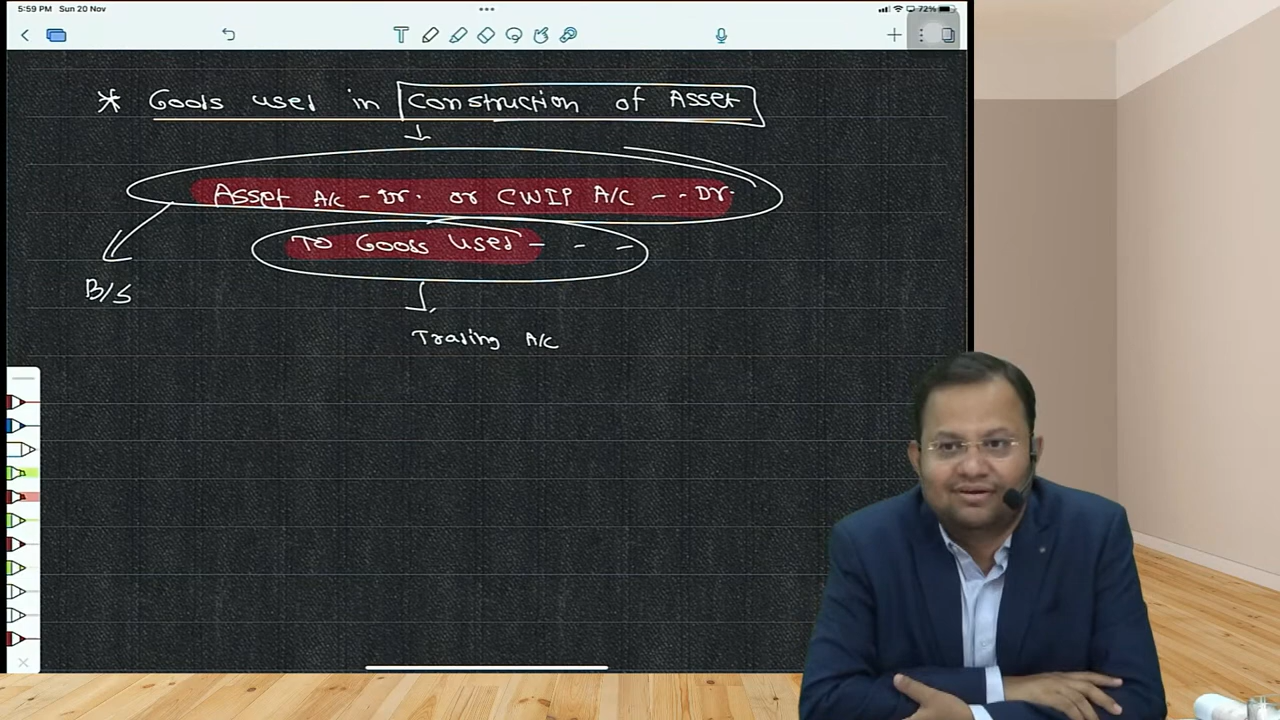 5:59 PM Sun 20 Nov
72%
* Goods used in Construction of Asset
Asset A/C - Dr. or CWIP A/C - - Dr.
To Goods used - - -
B/S
Trading A/C